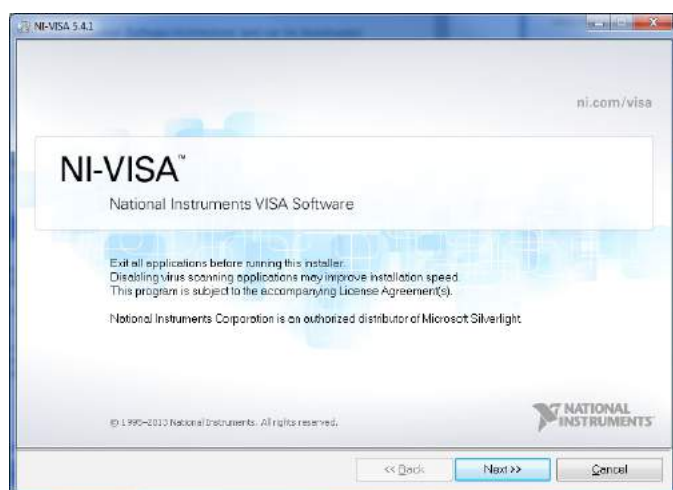 NI-VISA 5.4.1
ni.com/visa
NI-VISA™
National Instruments VISA Software
Exit all applications before running this installer.
Disabling virus scanning applications may improve installation speed.
This program is subject to the accompanying License Agreement(s).
National Instruments Corporation is an authorized distributor of Microsoft Silverlight.
© 1995–2013 National Instruments. All rights reserved.
NATIONAL
INSTRUMENTS
<< Back
Next >>
Cancel